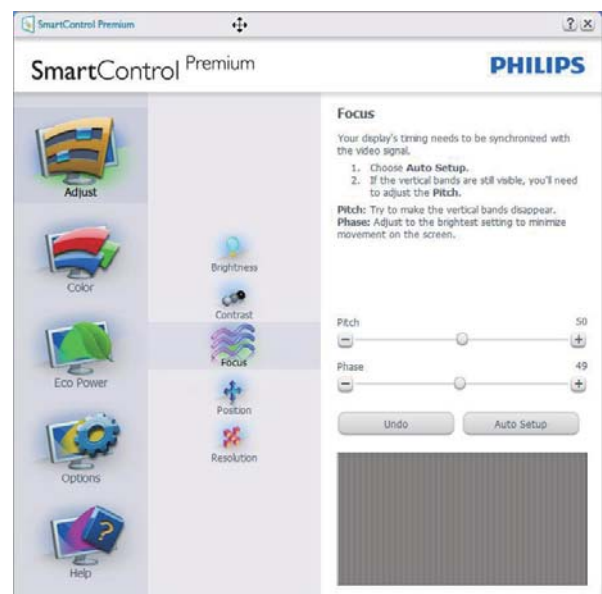 SmartControl Premium
SmartControl Premium
PHILIPS
Adjust
Color
Eco Power
Options
Help
Brightness
Contrast
Focus
Position
Resolution
Focus
Your display's timing needs to be synchronized with
the video signal.
1. Choose Auto Setup.
2. If the vertical bands are still visible, you'll need
to adjust the Pitch.
Pitch: Try to make the vertical bands disappear.
Phase: Adjust to the brightest setting to minimize
movement on the screen.
Pitch 50
Phase 49
Undo Auto Setup